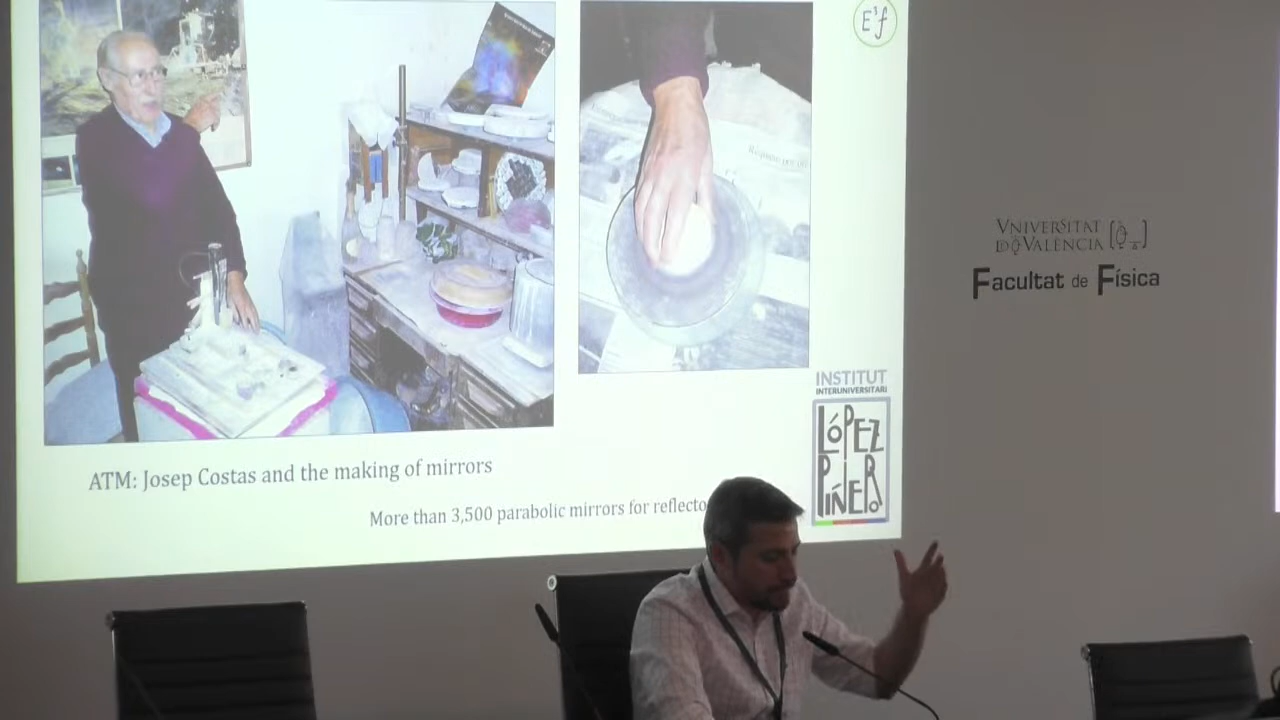 E³f
VNIVERSITAT
DE VALÈNCIA
Facultat de Física
INSTITUT
INTERUNIVERSITARI
LÓPEZ
PIÑERO
ATM: Josep Costas and the making of mirrors
More than 3,500 parabolic mirrors for reflecto